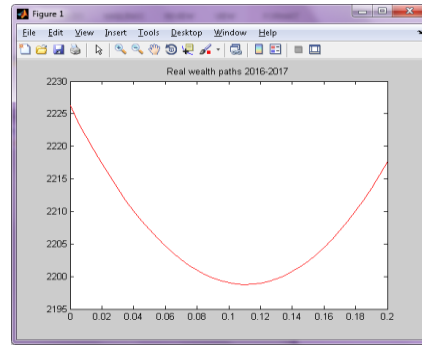 Figure 1
File Edit View Insert Tools Desktop Window Help
Real wealth paths 2016-2017
2230
2225
2220
2215
2210
2205
2200
2195
0 0.02 0.04 0.06 0.08 0.1 0.12 0.14 0.16 0.18 0.2